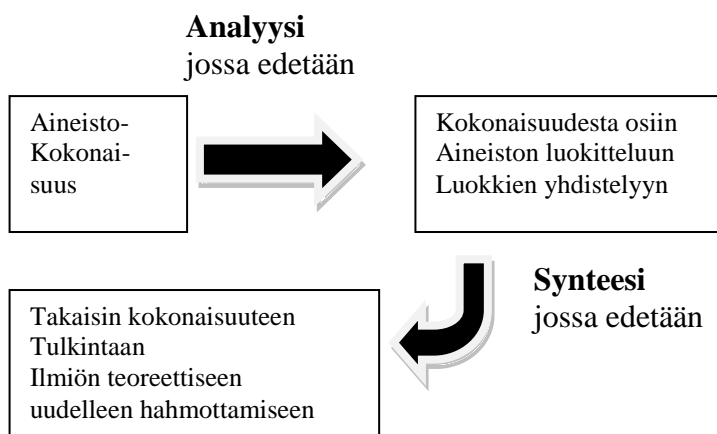 Analyysi
jossa edetään
Aineisto-
Kokonai-
suus
Kokonaisuudesta osiin
Aineiston luokitteluun
Luokkien yhdistelyyn
Synteesi
jossa edetään
Takaisin kokonaisuuteen
Tulkintaan
Ilmiön teoreettiseen
uudelleen hahmottamiseen